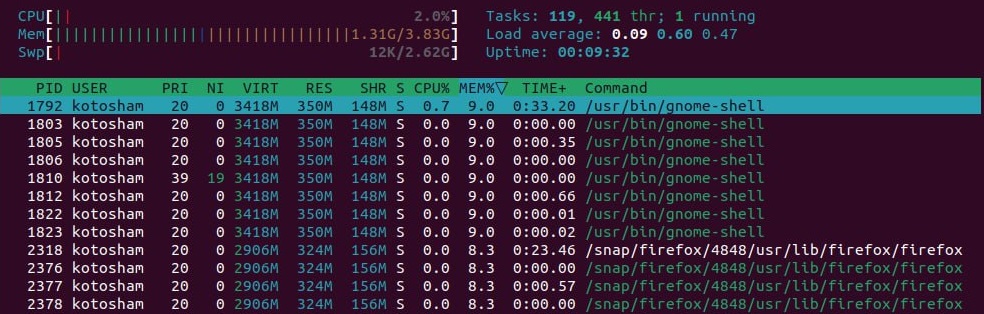 CPU[|| 2.0%] Tasks: 119, 441 thr; 1 running
Mem[|||||||||||||||||||||||||||||||||1.31G/3.83G] Load average: 0.09 0.60 0.47
Swp[| 12K/2.62G] Uptime: 00:09:32
PID USER PRI NI VIRT RES SHR S CPU% MEM%▽ TIME+ Command
1792 kotosham 20 0 3418M 350M 148M S 0.7 9.0 0:33.20 /usr/bin/gnome-shell
1803 kotosham 20 0 3418M 350M 148M S 0.0 9.0 0:00.00 /usr/bin/gnome-shell
1805 kotosham 20 0 3418M 350M 148M S 0.0 9.0 0:00.35 /usr/bin/gnome-shell
1806 kotosham 20 0 3418M 350M 148M S 0.0 9.0 0:00.00 /usr/bin/gnome-shell
1810 kotosham 39 19 3418M 350M 148M S 0.0 9.0 0:00.00 /usr/bin/gnome-shell
1812 kotosham 20 0 3418M 350M 148M S 0.0 9.0 0:00.66 /usr/bin/gnome-shell
1822 kotosham 20 0 3418M 350M 148M S 0.0 9.0 0:00.01 /usr/bin/gnome-shell
1823 kotosham 20 0 3418M 350M 148M S 0.0 9.0 0:00.02 /usr/bin/gnome-shell
2318 kotosham 20 0 2906M 324M 156M S 0.0 8.3 0:23.46 /snap/firefox/4848/usr/lib/firefox/firefox
2376 kotosham 20 0 2906M 324M 156M S 0.0 8.3 0:00.00 /snap/firefox/4848/usr/lib/firefox/firefox
2377 kotosham 20 0 2906M 324M 156M S 0.0 8.3 0:00.57 /snap/firefox/4848/usr/lib/firefox/firefox
2378 kotosham 20 0 2906M 324M 156M S 0.0 8.3 0:00.00 /snap/firefox/4848/usr/lib/firefox/firefox